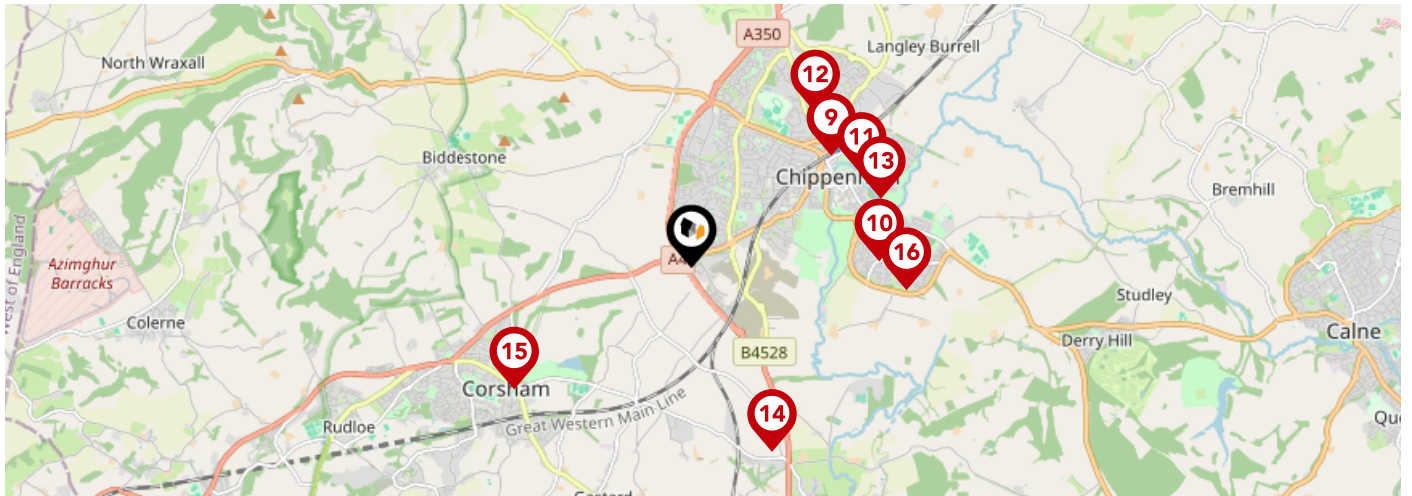 A350
Langley Burrell
North Wraxall
12
9
11
Biddestone
13
Chippen
Bremhill
10
16
West of England
Azimghur
Barracks
A4
Studley
Colerne
Calne
Derry Hill
15
B4528
Corsham
14
Great Western Main Line
Rudloe